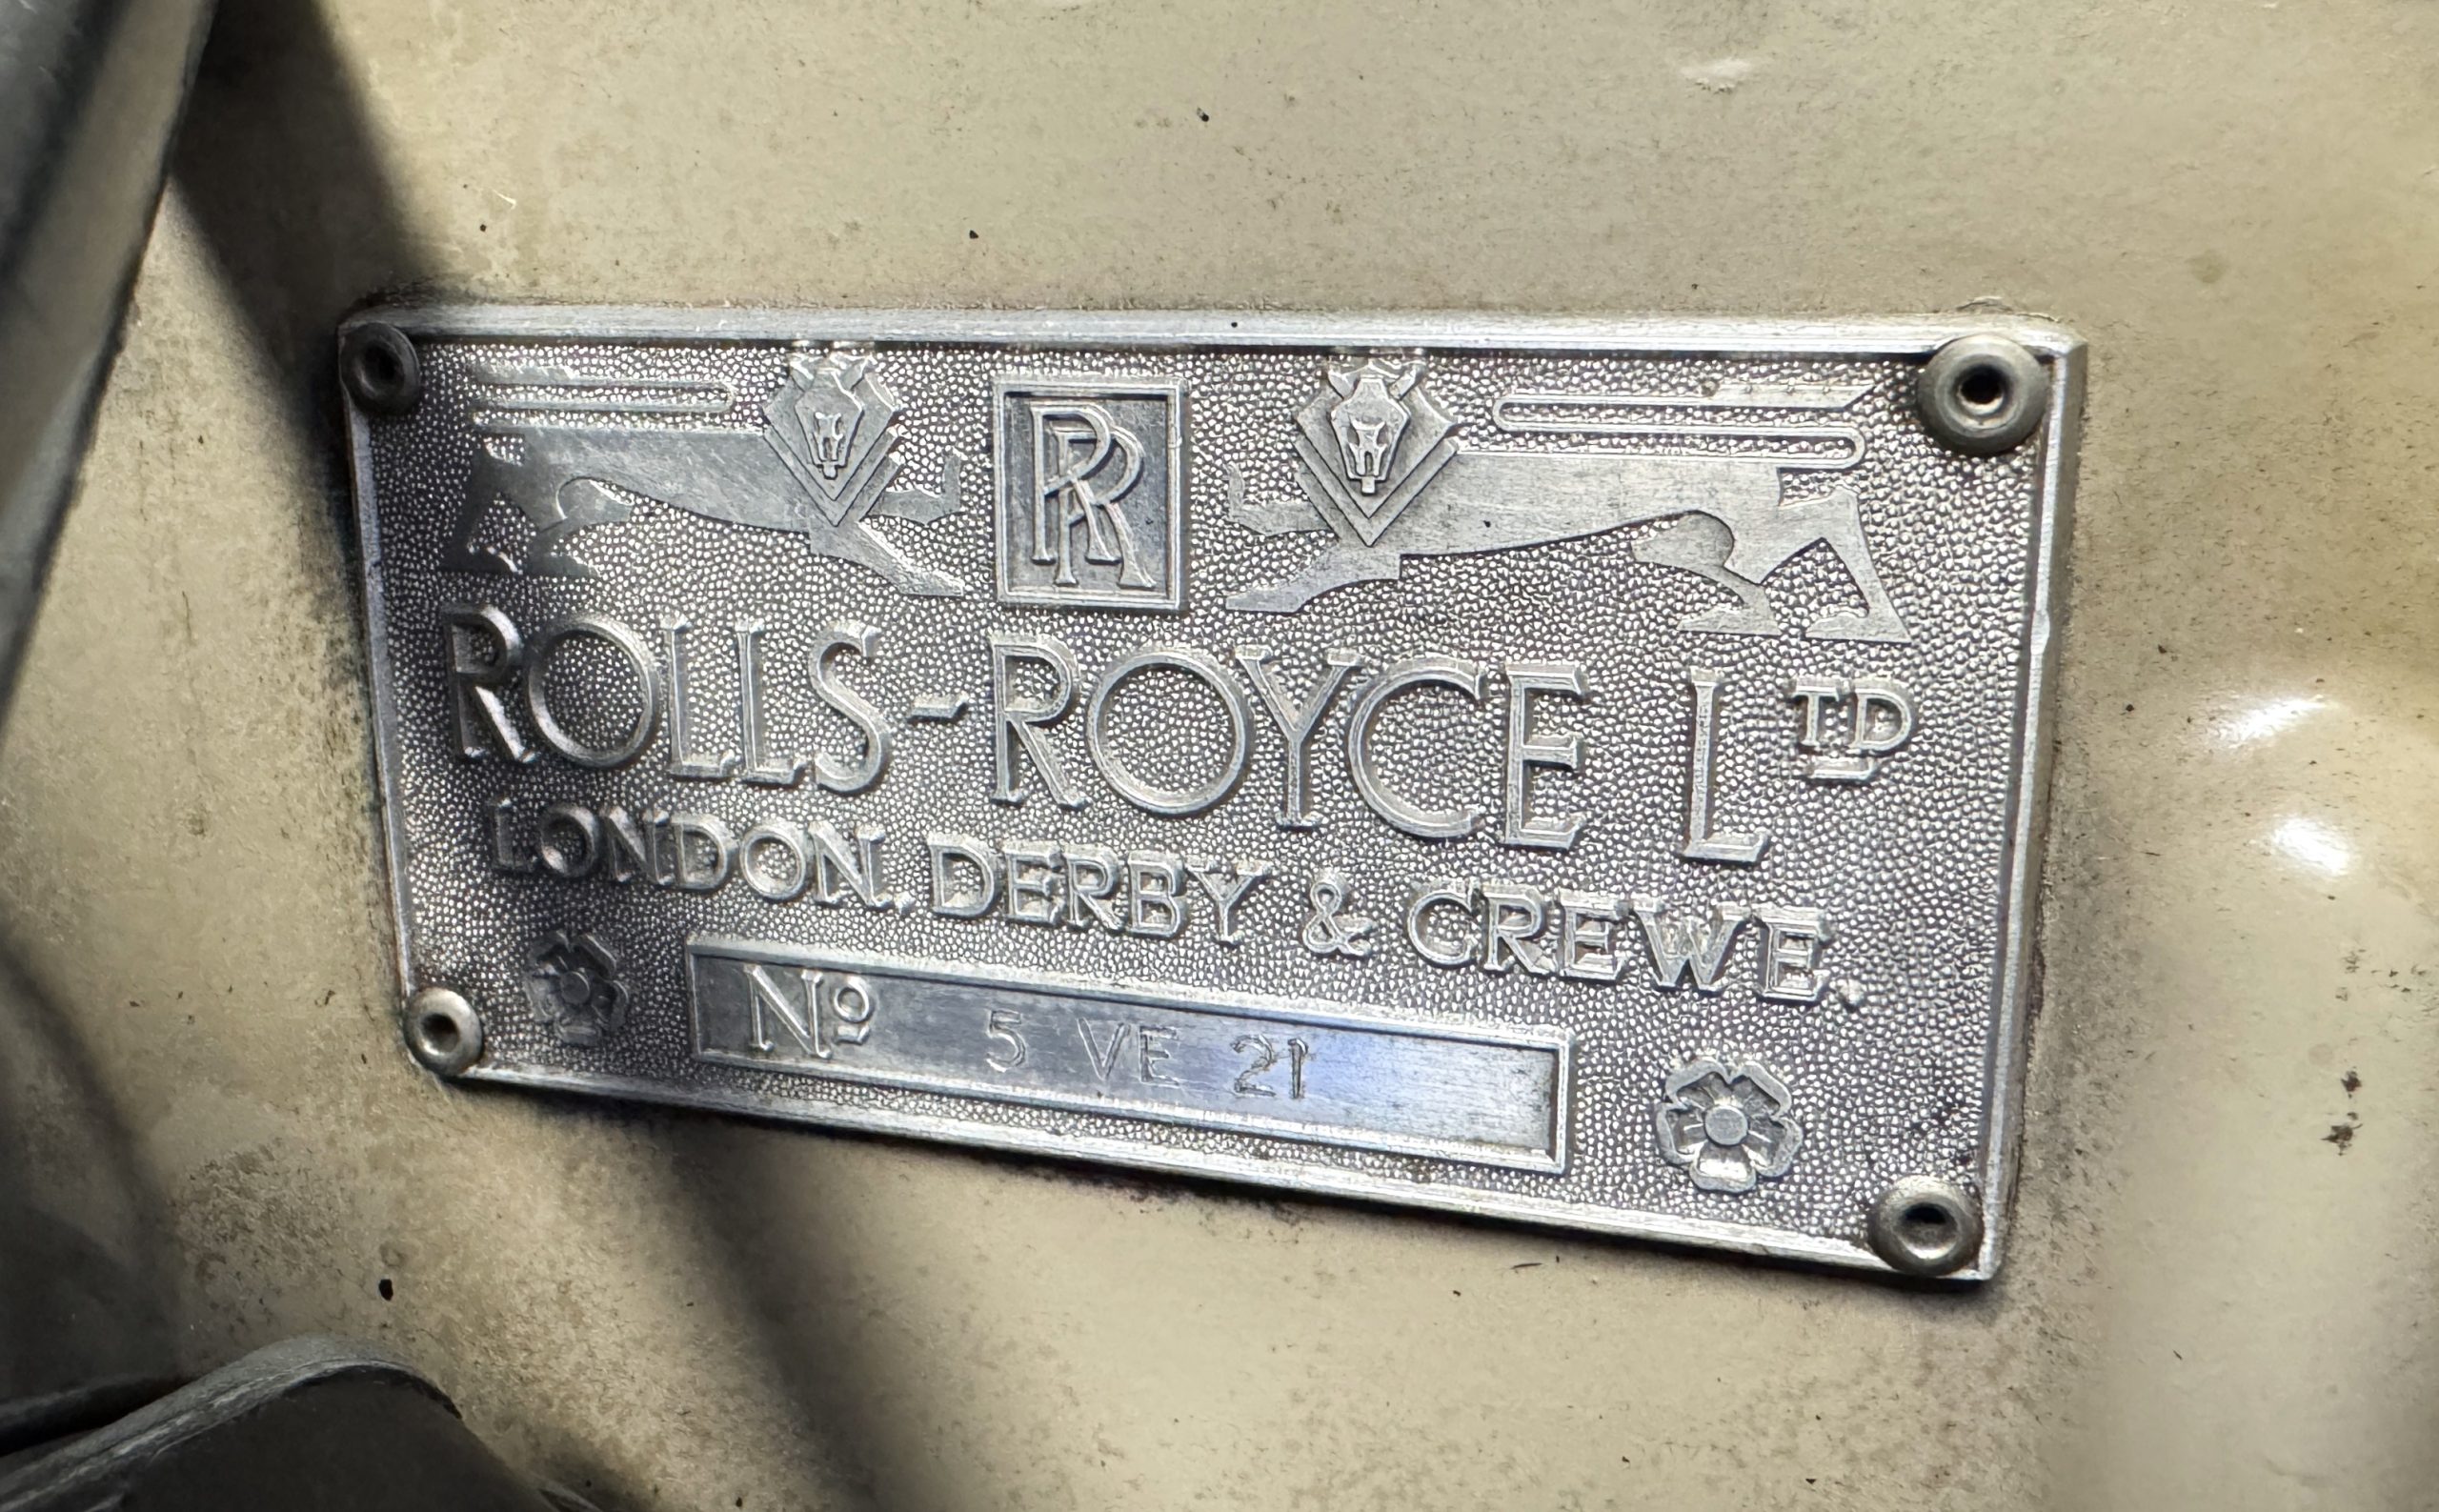 RR
ROLLS-ROYCE LTD
LONDON, DERBY & CREWE.
No 5 VE 21